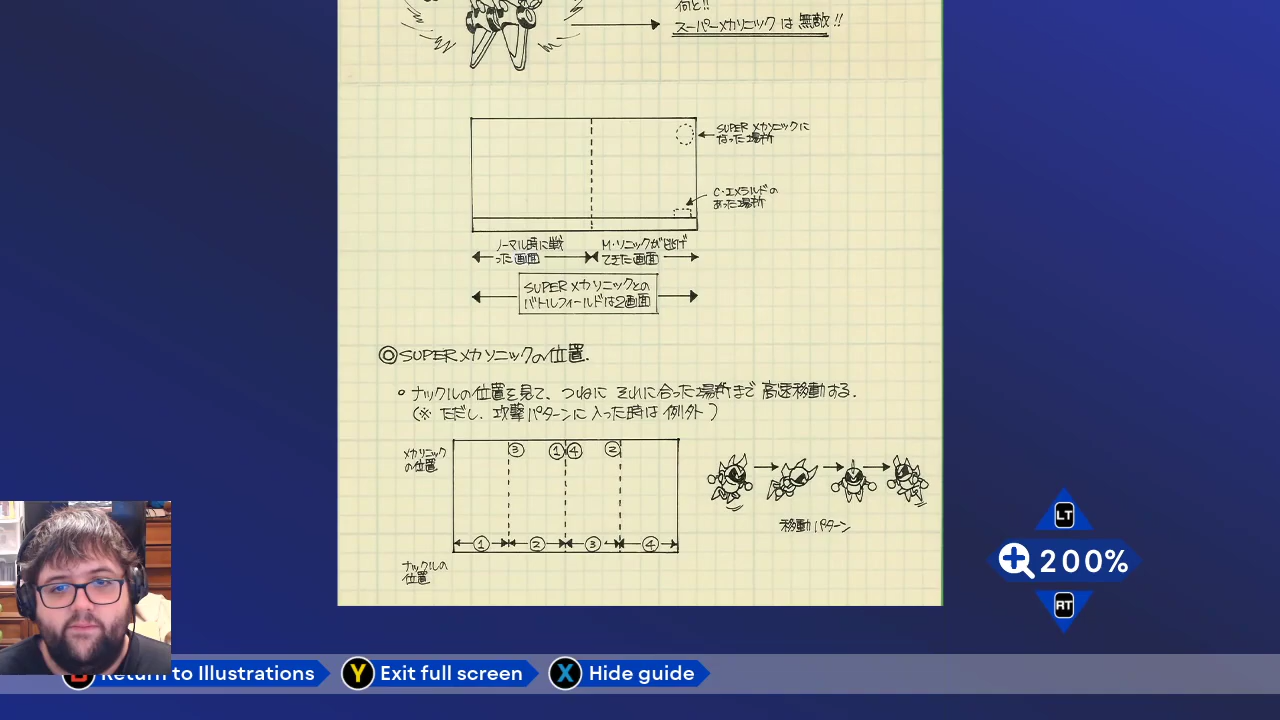 何と!!
スーパーメカソニックは無敵!!
SUPER メカソニックに
なった場所
C・エメラルドの
あった場所
ノーマル時に戦
った画面
M・ソニックが逃げ
てきた画面
SUPERメカソニックとの
バトルフィールドは2画面
◎SUPERメカソニックの位置.
○ナックルの位置を見て、つねに それに合った場所まで 高速移動する.
(※ ただし. 攻撃パターンに入った時は例外)
メカソニック
の位置
③ ① ④ ②
① ② ③ ④
ナックルの
位置
移動パターン
LT
200%
RT
Return to Illustrations
Y Exit full screen
X Hide guide